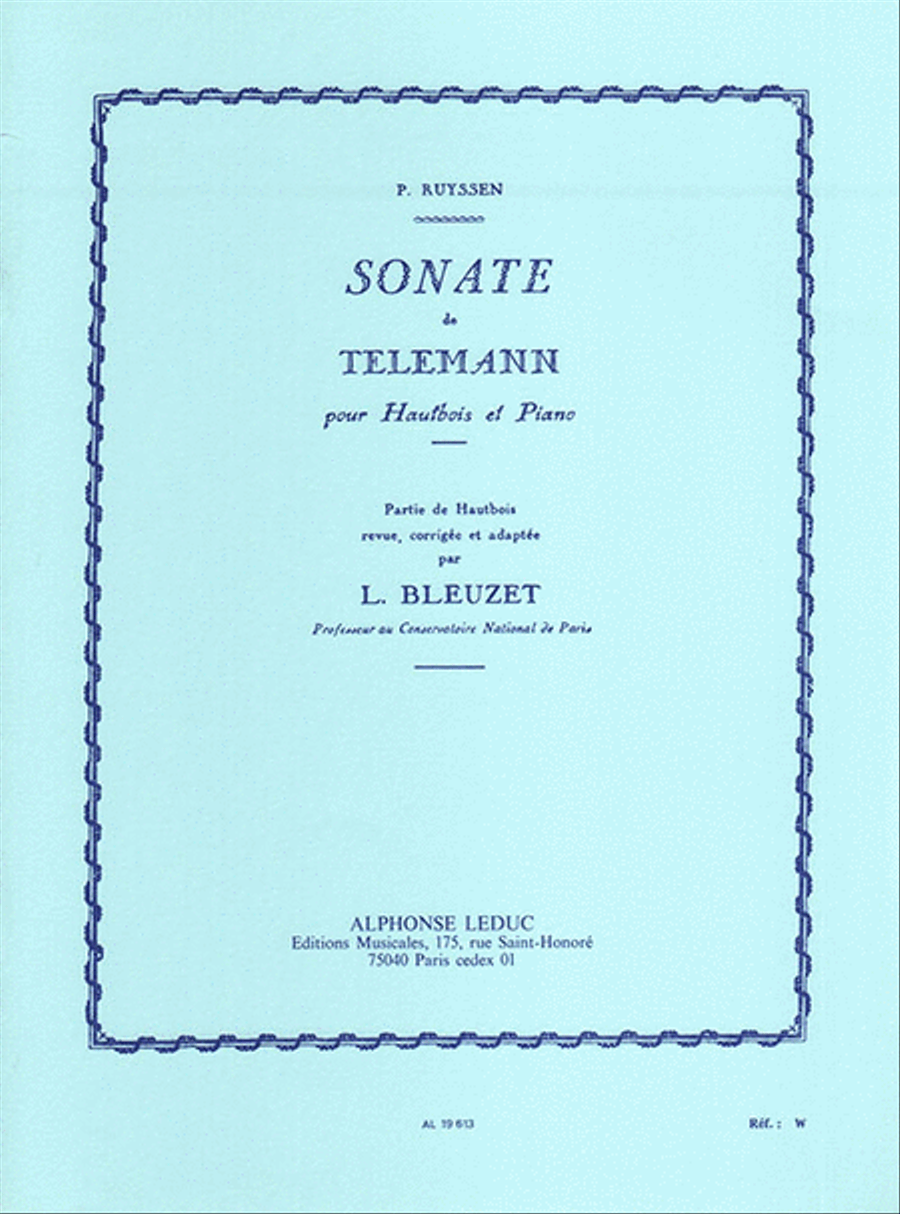 P. RUYSSEN
SONATE
de
TELEMANN
pour Hautbois et Piano
Partie de Hautbois
revue, corrigée et adaptée
par
L. BLEUZET
Professeur au Conservatoire National de Paris
ALPHONSE LEDUC
Editions Musicales, 175, rue Saint-Honoré
75040 Paris cedex 01
AL 19 613
Réf. : W